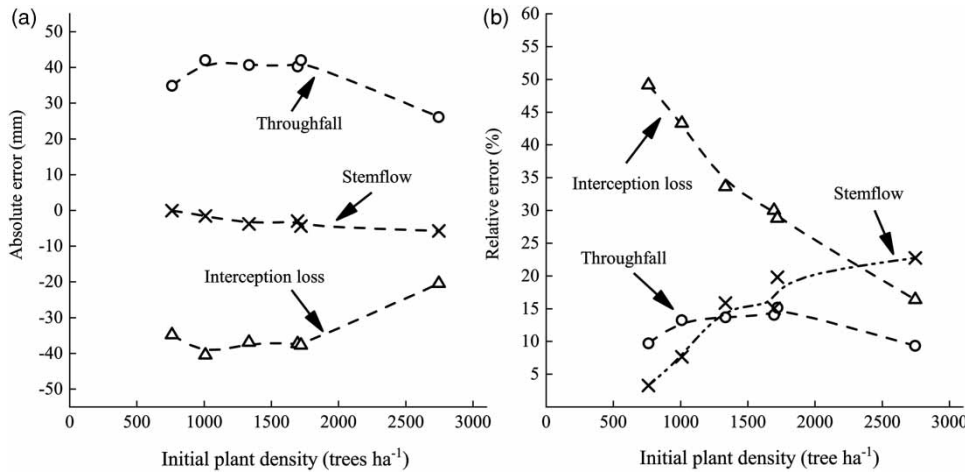 (a)
50
40
30
20
10
0
-10
-20
-30
-40
-50
Absolute error (mm)
Throughfall
Stemflow
Interception loss
0 500 1000 1500 2000 2500 3000
Initial plant density (trees ha⁻¹)
(b)
60
55
50
45
40
35
30
25
20
15
10
5
Relative error (%)
Interception loss
Stemflow
Throughfall
0 500 1000 1500 2000 2500 3000
Initial plant density (tree ha⁻¹)